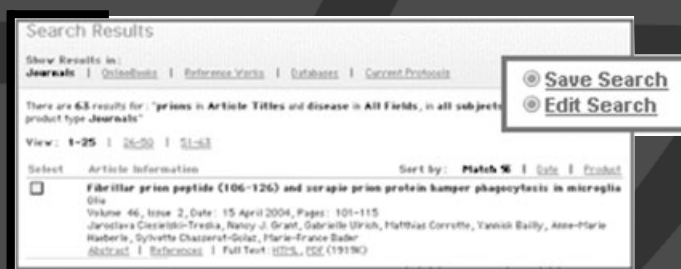 Search Results
Show Results in:
Journals | OnlineBooks | Reference Works | Databases | Current Protocols
Save Search
Edit Search
There are 63 results for: "prions in Article Titles and disease in All Fields, in all subjects
product type Journals"
View: 1-25 | 26-50 | 51-63
Select Article Information Sort by: Match % | Date | Product
Fibrillar prion peptide (106-126) and scrapie prion protein hamper phagocytosis in microglia
Glia
Volume 46, Issue 2, Date: 15 April 2004, Pages: 101-115
Jaroslava Ciesielski-Treska, Nancy J. Grant, Gabrielle Ulrich, Matthias Corrotte, Yannick Bailly, Anne-Marie
Haeberle, Sylvette Chasserot-Golaz, Marie-France Bader
Abstract | References | Full Text: HTML, PDF (1919K)